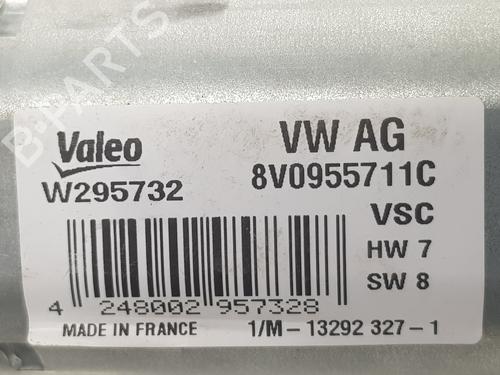 B-PARTS
Valeo
VW AG
W295732
8V0955711C
VSC
HW 7
SW 8
4 248002 957328
MADE IN FRANCE
1/M-13292 327-1